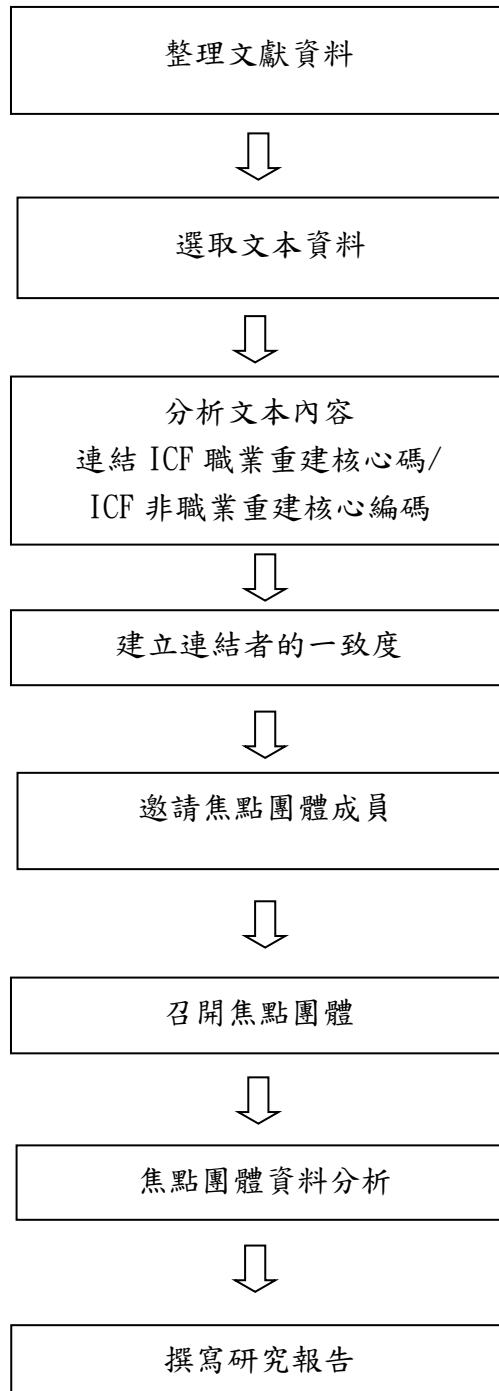 整理文獻資料
選取文本資料
分析文本內容
連結 ICF 職業重建核心碼/
ICF 非職業重建核心編碼
建立連結者的一致度
邀請焦點團體成員
召開焦點團體
焦點團體資料分析
撰寫研究報告